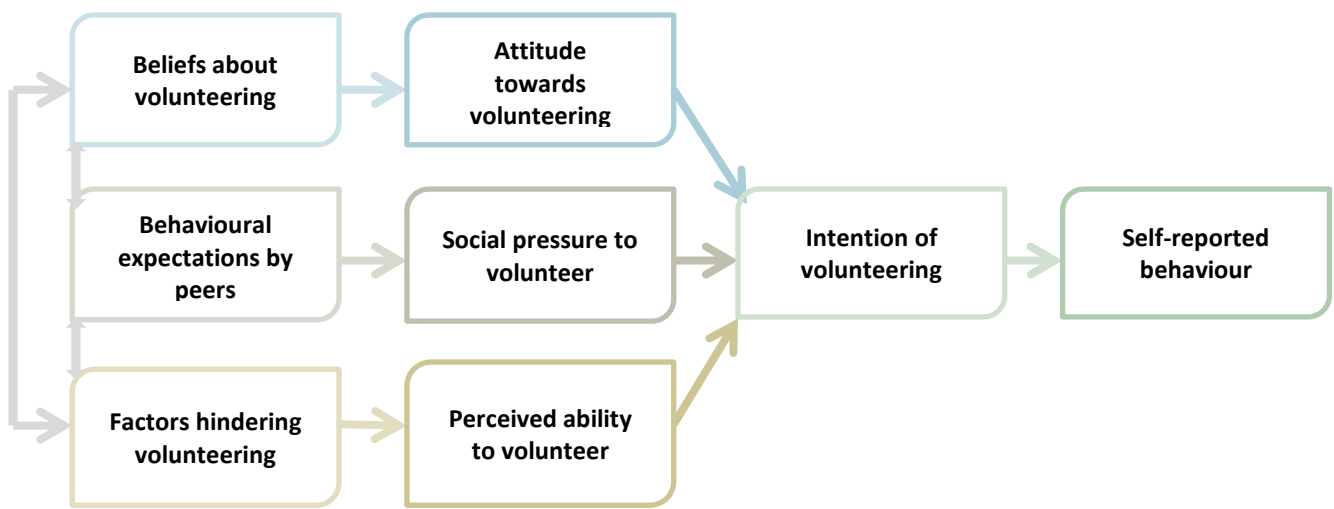 Beliefs about
volunteering
Attitude
towards
volunteering
Behavioural
expectations by
peers
Social pressure to
volunteer
Intention of
volunteering
Self-reported
behaviour
Factors hindering
volunteering
Perceived ability
to volunteer